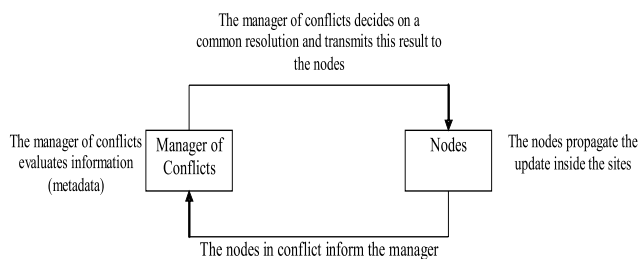 The manager of conflicts decides on a
common resolution and transmits this result to
the nodes
The manager of conflicts
evaluates information
(metadata)
Manager of
Conflicts
Nodes
The nodes propagate the
update inside the sites
The nodes in conflict inform the manager